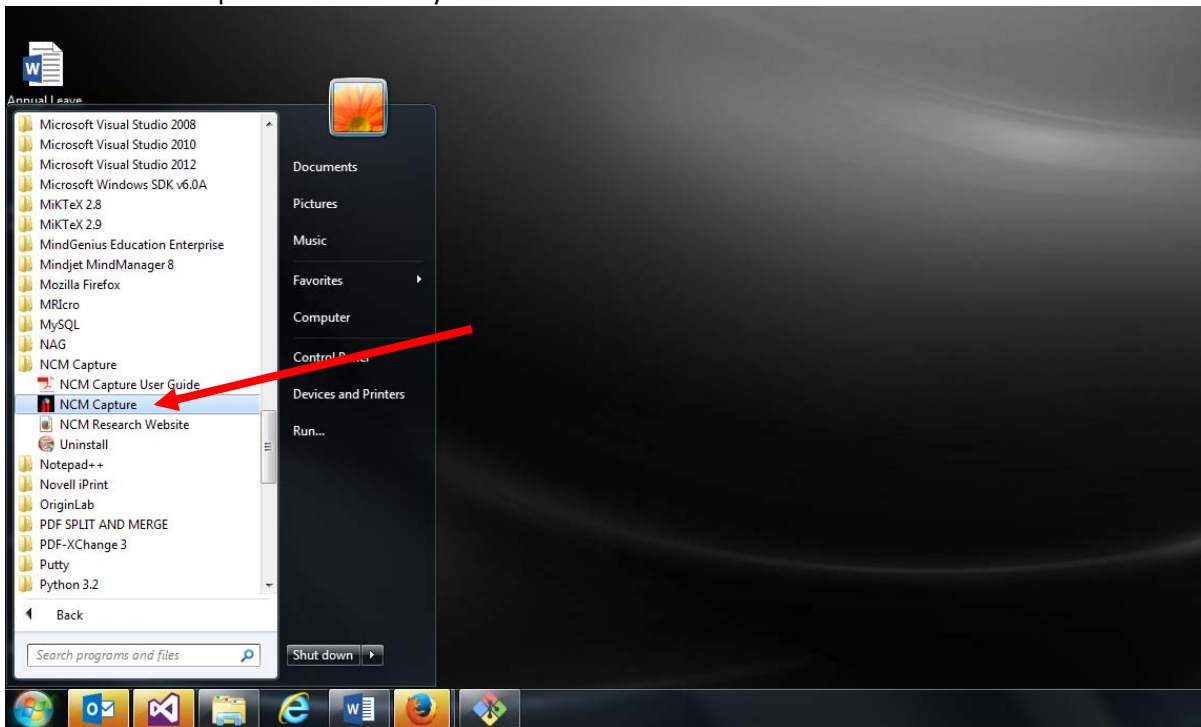 Annual Leave
Microsoft Visual Studio 2008
Microsoft Visual Studio 2010
Microsoft Visual Studio 2012
Microsoft Windows SDK v6.0A
MiKTeX 2.8
MiKTeX 2.9
MindGenius Education Enterprise
Mindjet MindManager 8
Mozilla Firefox
MRIcro
MySQL
NAG
NCM Capture
NCM Capture User Guide
NCM Capture
NCM Research Website
Uninstall
Notepad++
Novell iPrint
OriginLab
PDF SPLIT AND MERGE
PDF-XChange 3
Putty
Python 3.2
Back
Search programs and files
Documents
Pictures
Music
Favorites
Computer
Control
Devices and Printers
Run...
Shut down